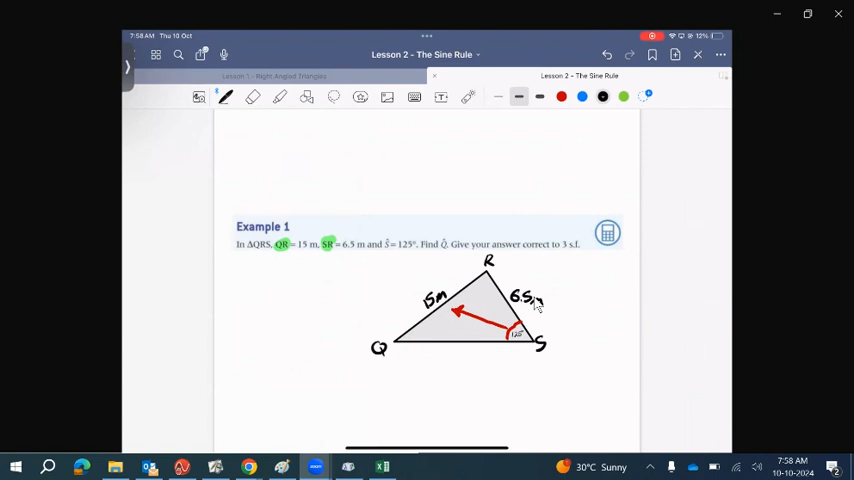 7:58 AM Thu 10 Oct
12%
Lesson 2 - The Sine Rule
Lesson 1 - Right Angled Triangles
Lesson 2 - The Sine Rule
Example 1
In ΔQRS, QR = 15 m, SR = 6.5 m and Ŝ = 125°. Find Q̂. Give your answer correct to 3 s.f.
R
15m
6.5m
125°
Q
S
30°C Sunny
7:58 AM
10-10-2024
2